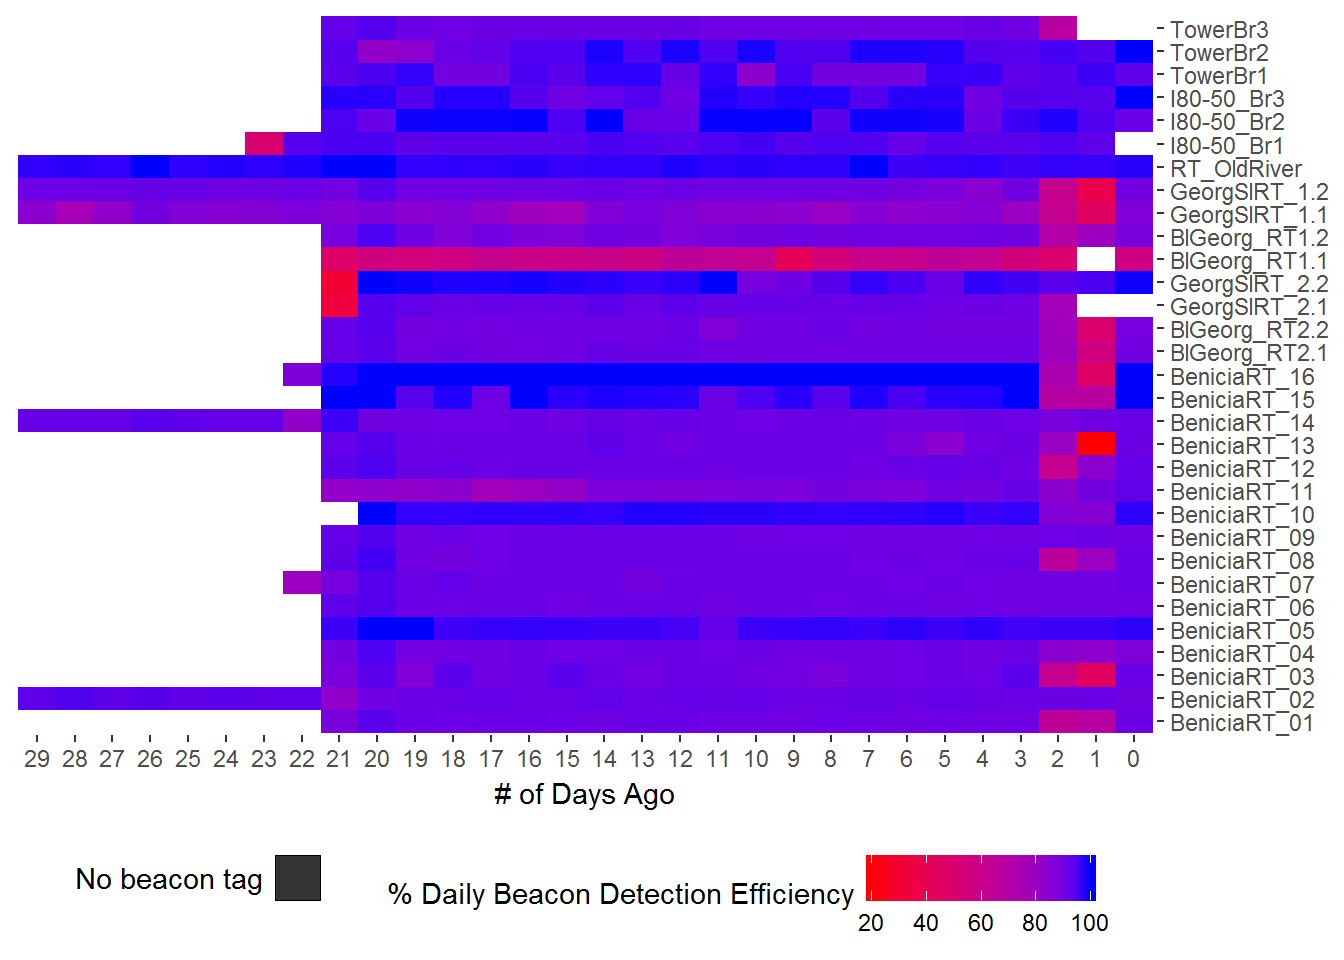 TowerBr3
TowerBr2
TowerBr1
I80-50_Br3
I80-50_Br2
I80-50_Br1
RT_OldRiver
GeorgSlRT_1.2
GeorgSlRT_1.1
BlGeorg_RT1.2
BlGeorg_RT1.1
GeorgSlRT_2.2
GeorgSlRT_2.1
BlGeorg_RT2.2
BlGeorg_RT2.1
BeniciaRT_16
BeniciaRT_15
BeniciaRT_14
BeniciaRT_13
BeniciaRT_12
BeniciaRT_11
BeniciaRT_10
BeniciaRT_09
BeniciaRT_08
BeniciaRT_07
BeniciaRT_06
BeniciaRT_05
BeniciaRT_04
BeniciaRT_03
BeniciaRT_02
BeniciaRT_01
29 28 27 26 25 24 23 22 21 20 19 18 17 16 15 14 13 12 11 10 9 8 7 6 5 4 3 2 1 0
# of Days Ago
No beacon tag
% Daily Beacon Detection Efficiency
20 40 60 80 100